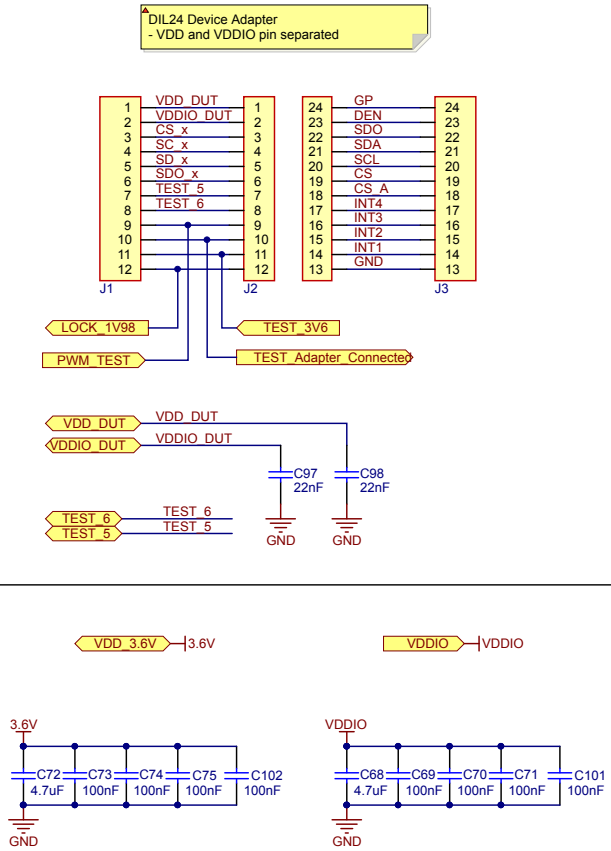 DIL24 Device Adapter
- VDD and VDDIO pin separated
1 VDD_DUT 1 24 GP 24
2 VDDIO_DUT 2 23 DEN 23
3 CS_x 3 22 SDO 22
4 SC_x 4 21 SDA 21
5 SD_x 5 20 SCL 20
6 SDO_x 6 19 CS 19
7 TEST_5 7 18 CS_A 18
8 TEST_6 8 17 INT4 17
9 9 16 INT3 16
10 10 15 INT2 15
11 11 14 INT1 14
12 12 13 GND 13
J1 J2 J3
LOCK_1V98 TEST_3V6
PWM_TEST TEST_Adapter_Connected
VDD_DUT VDD_DUT
VDDIO_DUT VDDIO_DUT
C97 C98
22nF 22nF
TEST_6 TEST_6
TEST_5 TEST_5
GND GND
VDD_3.6V 3.6V VDDIO VDDIO
3.6V VDDIO
C72 C73 C74 C75 C102 C68 C69 C70 C71 C101
4.7uF 100nF 100nF 100nF 100nF 4.7uF 100nF 100nF 100nF 100nF
GND GND